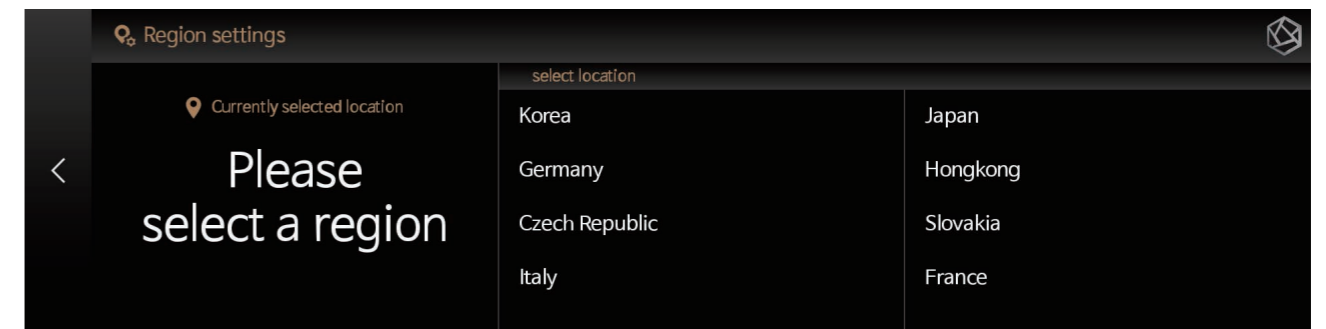 Region settings
Currently selected location
Please
select a region
select location
Korea
Japan
Germany
Hongkong
Czech Republic
Slovakia
Italy
France